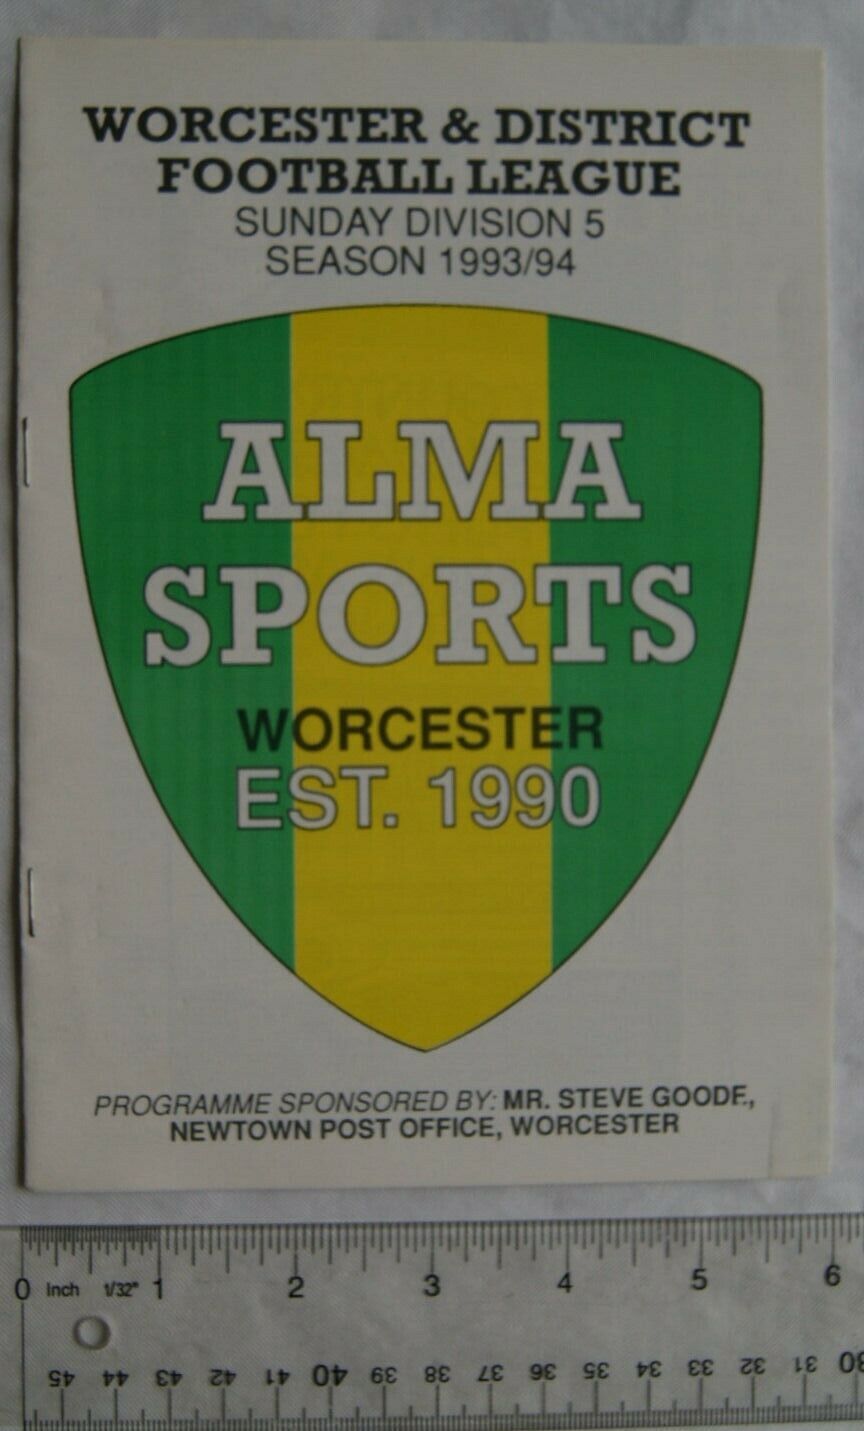 WORCESTER & DISTRICT
FOOTBALL LEAGUE
SUNDAY DIVISION 5
SEASON 1993/94
ALMA
SPORTS
WORCESTER
EST. 1990
PROGRAMME SPONSORED BY: MR. STEVE GOODE,
NEWTOWN POST OFFICE, WORCESTER
0 Inch 1/32" 1 2 3 4 5 6
45 44 43 42 41 40 39 38 37 36 35 34 33 32 31 30